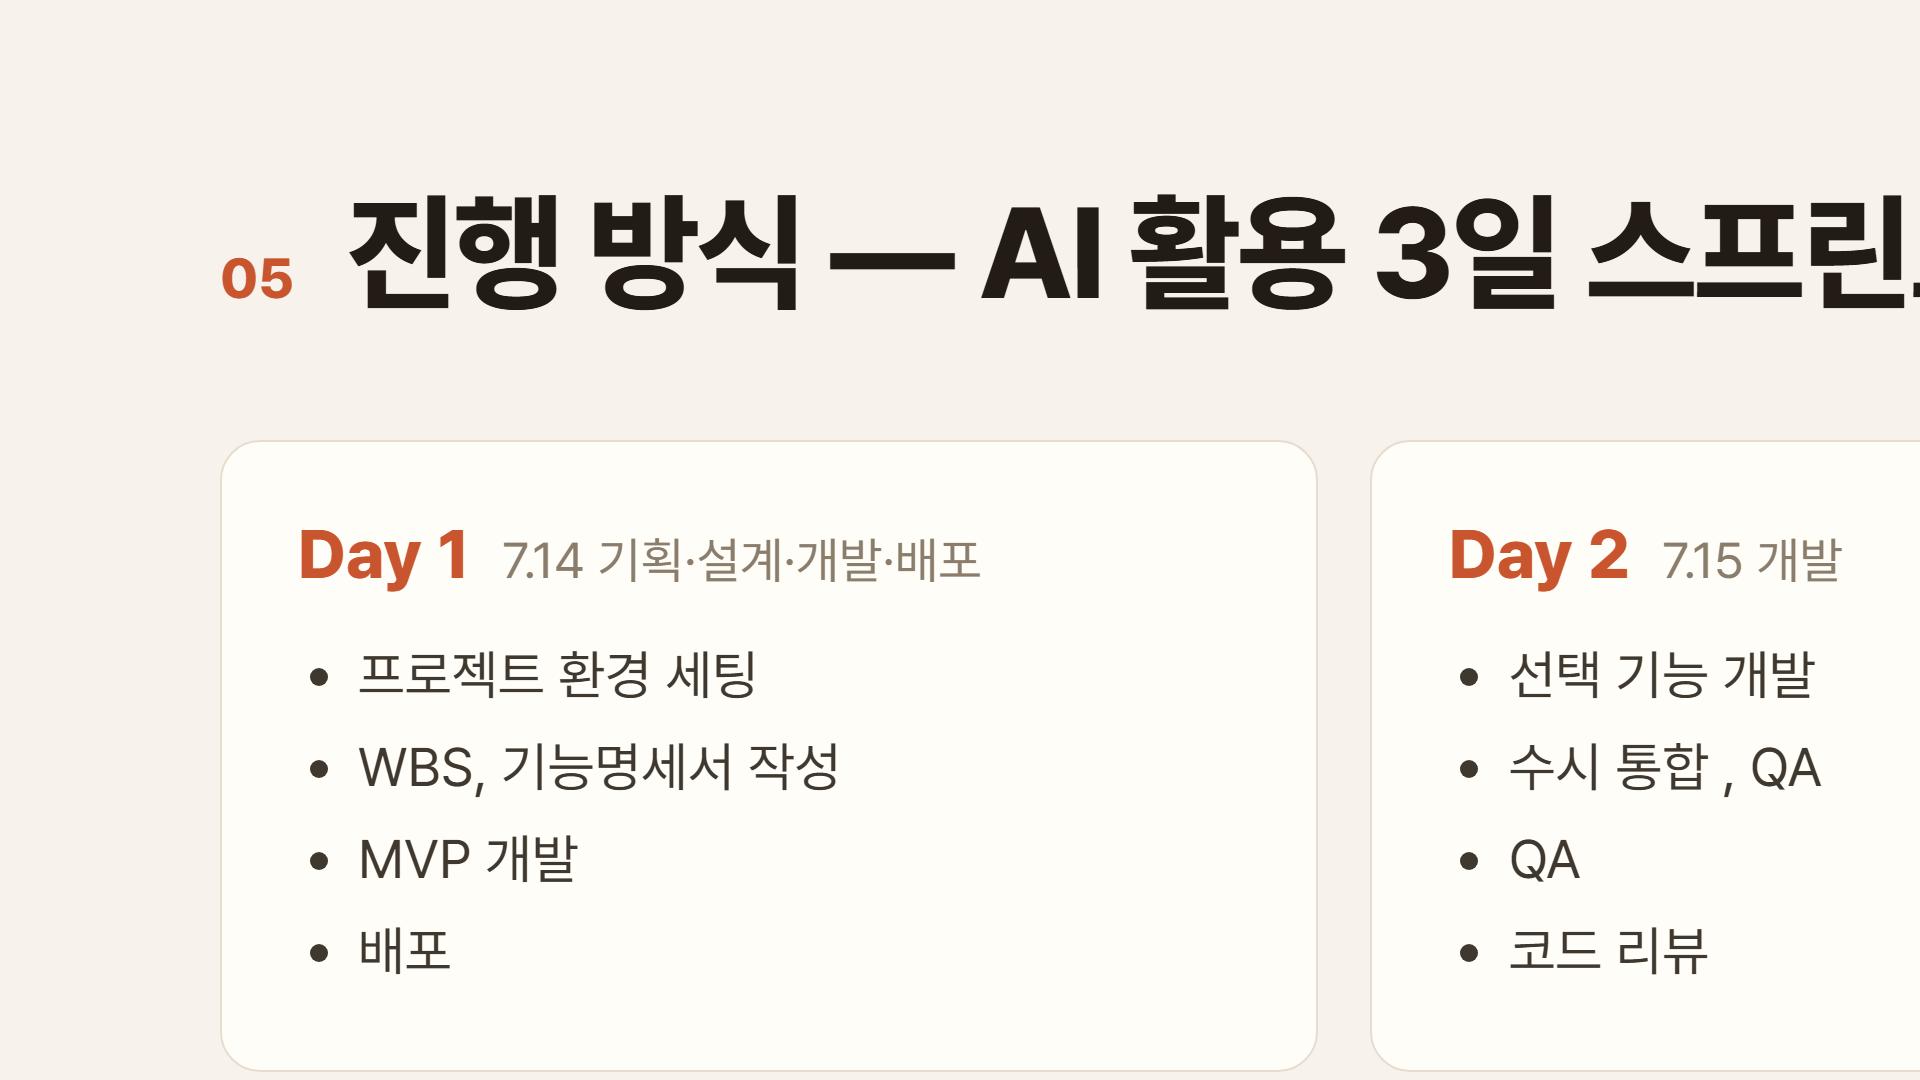 05 진행 방식 — AI 활용 3일 스프린
Day 1 7.14 기획·설계·개발·배포
프로젝트 환경 세팅
WBS, 기능명세서 작성
MVP 개발
배포
Day 2 7.15 개발
선택 기능 개발
수시 통합 , QA
QA
코드 리뷰